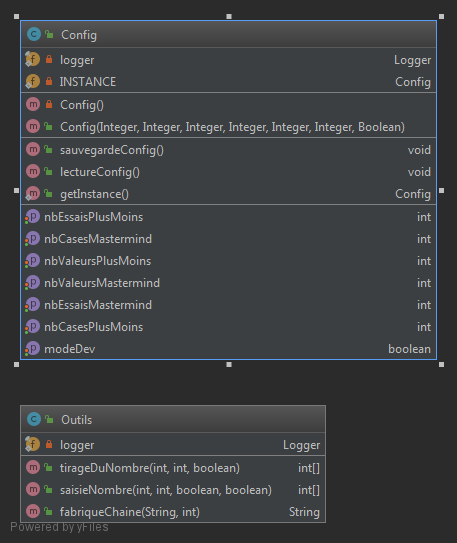 Config
logger Logger
INSTANCE Config
Config()
Config(Integer, Integer, Integer, Integer, Integer, Integer, Boolean)
sauvegardeConfig() void
lectureConfig() void
getInstance() Config
nbEssaisPlusMoins int
nbCasesMastermind int
nbValeursPlusMoins int
nbValeursMastermind int
nbEssaisMastermind int
nbCasesPlusMoins int
modeDev boolean
Outils
logger Logger
tirageDuNombre(int, int, boolean) int[]
saisieNombre(int, int, boolean, boolean) int[]
fabriqueChaine(String, int) String
Powered by yFiles